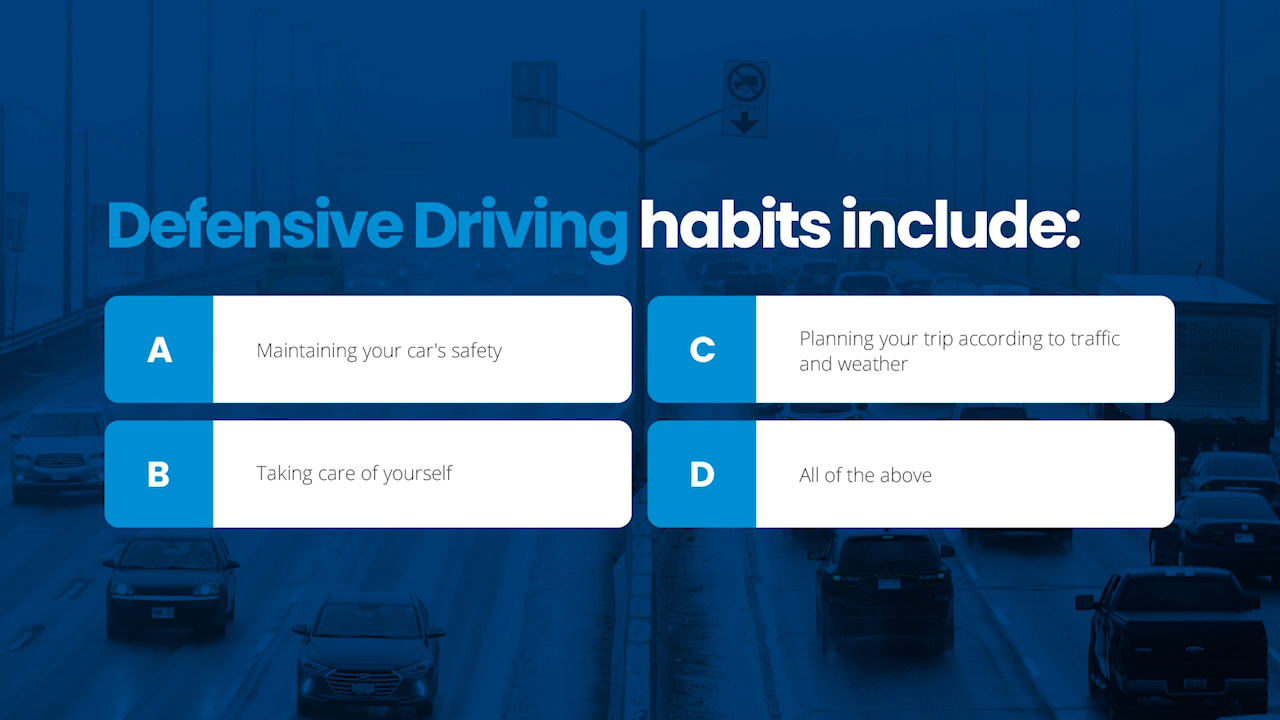 Defensive Driving habits include:
A
Maintaining your car's safety
B
Taking care of yourself
C
Planning your trip according to traffic
and weather
D
All of the above